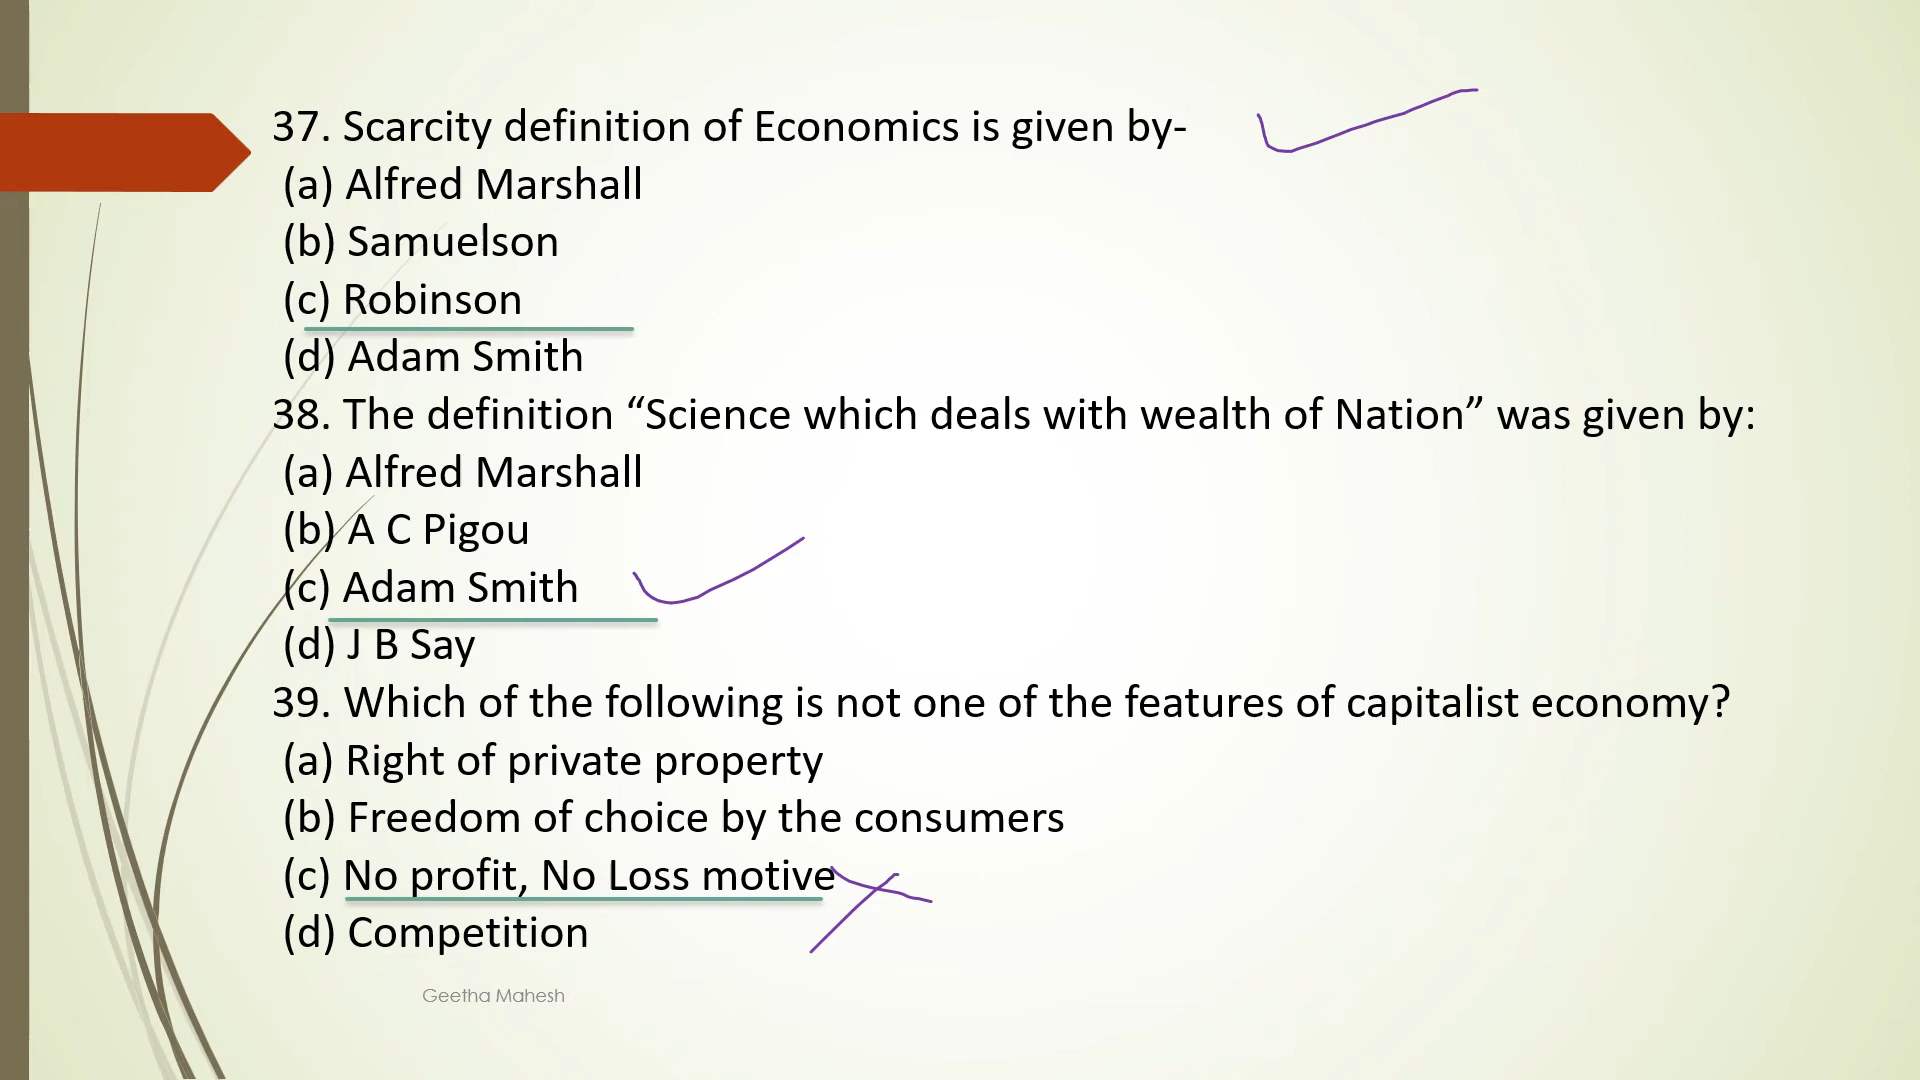 37. Scarcity definition of Economics is given by-
(a) Alfred Marshall
(b) Samuelson
(c) Robinson
(d) Adam Smith
38. The definition “Science which deals with wealth of Nation” was given by:
(a) Alfred Marshall
(b) A C Pigou
(c) Adam Smith
(d) J B Say
39. Which of the following is not one of the features of capitalist economy?
(a) Right of private property
(b) Freedom of choice by the consumers
(c) No profit, No Loss motive
(d) Competition
Geetha Mahesh